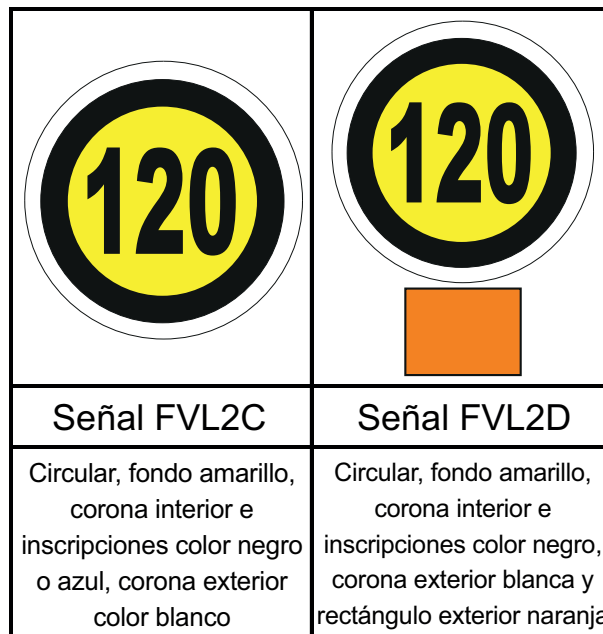 120
120
Señal FVL2C
Señal FVL2D
Circular, fondo amarillo,
corona interior e
inscripciones color negro
o azul, corona exterior
color blanco
Circular, fondo amarillo,
corona interior e
inscripciones color negro,
corona exterior blanca y
rectángulo exterior naranja